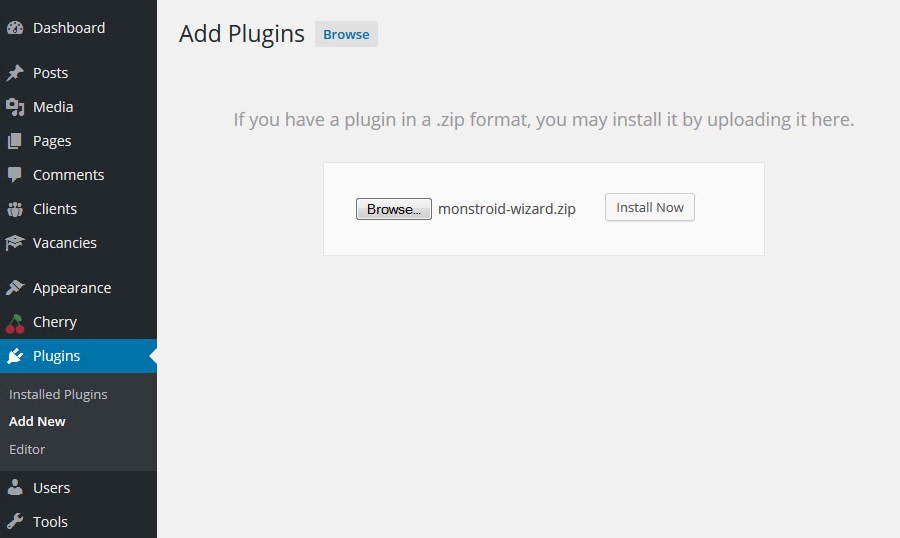 Dashboard
Posts
Media
Pages
Comments
Clients
Vacancies
Appearance
Cherry
Plugins
Installed Plugins
Add New
Editor
Users
Tools
Add Plugins Browse
If you have a plugin in a .zip format, you may install it by uploading it here.
Browse... monstroid-wizard.zip Install Now